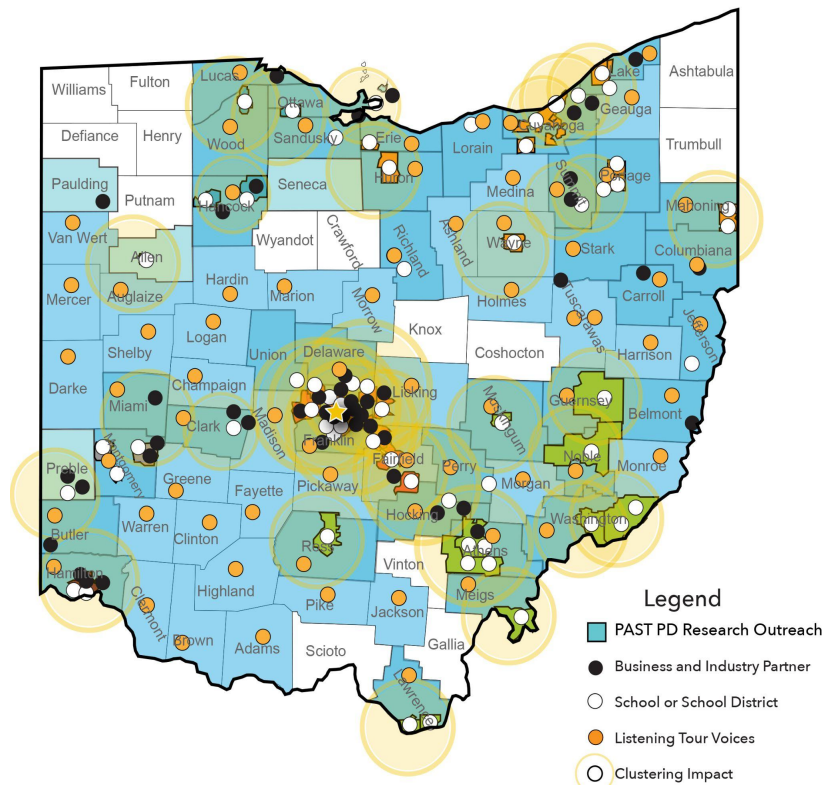 Williams
Fulton
Lucas
Ottawa
Lake
Ashtabula
Defiance
Henry
Wood
Sandusky
Erie
Lorain
Cuyahoga
Geauga
Trumbull
Paulding
Putnam
Hancock
Seneca
Huron
Medina
Summit
Portage
Mahoning
Van Wert
Allen
Wyandot
Crawford
Richland
Ashland
Wayne
Stark
Columbiana
Mercer
Auglaize
Hardin
Marion
Morrow
Holmes
Tuscarawas
Carroll
Jefferson
Shelby
Logan
Union
Delaware
Knox
Coshocton
Harrison
Darke
Miami
Champaign
Clark
Madison
Franklin
Licking
Muskingum
Guernsey
Belmont
Preble
Montgomery
Greene
Fayette
Pickaway
Fairfield
Perry
Morgan
Noble
Monroe
Butler
Warren
Clinton
Ross
Hocking
Athens
Washington
Hamilton
Clermont
Highland
Vinton
Meigs
Brown
Adams
Pike
Jackson
Scioto
Gallia
Lawrence
Legend
PAST PD Research Outreach
Business and Industry Partner
School or School District
Listening Tour Voices
Clustering Impact